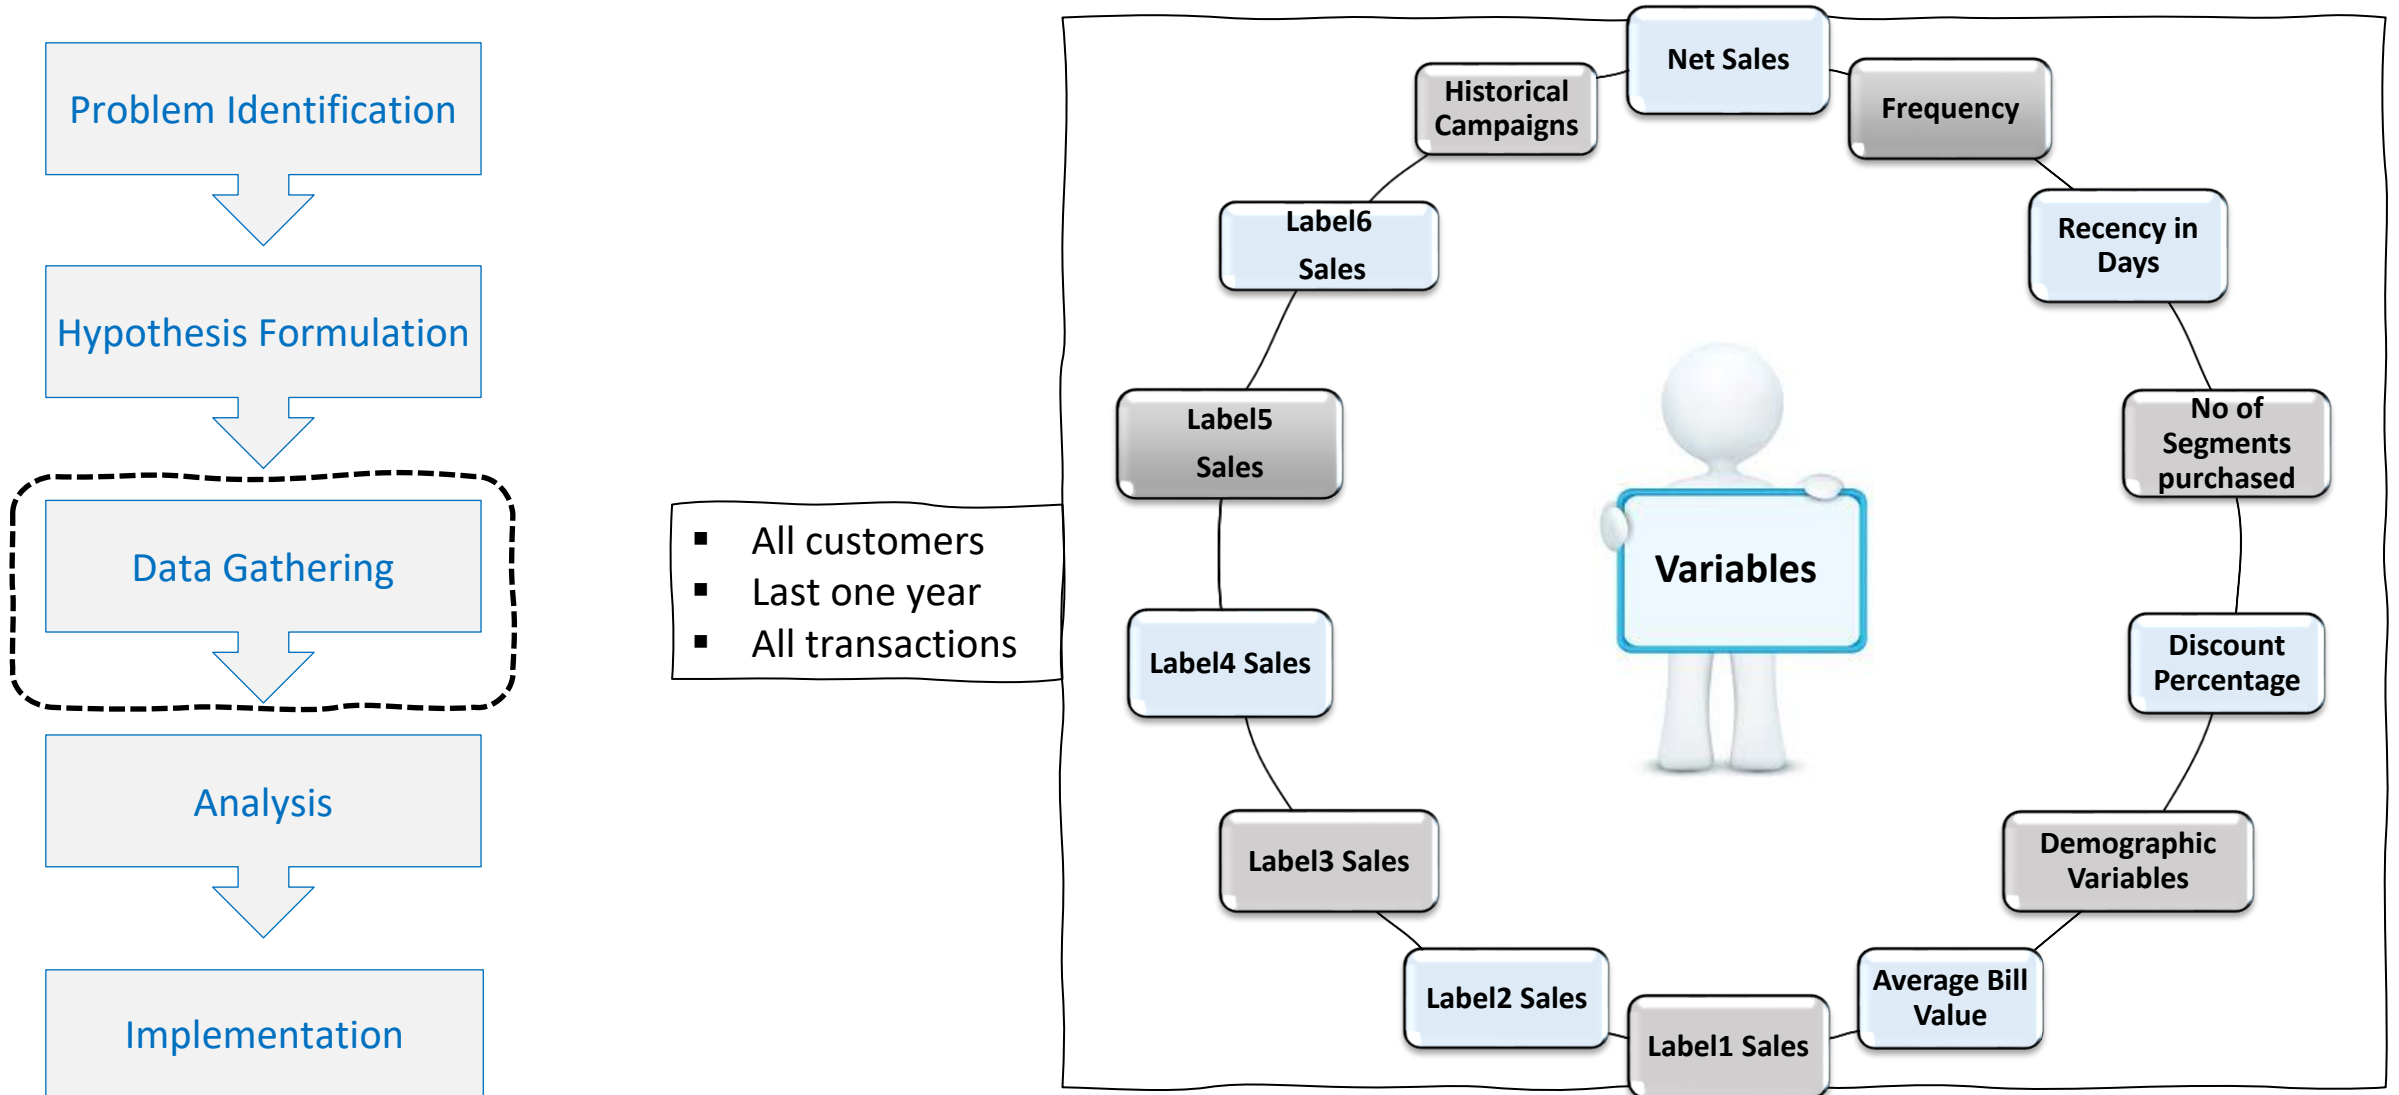 Problem Identification
Hypothesis Formulation
Data Gathering
Analysis
Implementation
▪ All customers
▪ Last one year
▪ All transactions
Net Sales
Frequency
Recency in
Days
No of
Segments
purchased
Discount
Percentage
Demographic
Variables
Average Bill
Value
Label1 Sales
Label2 Sales
Label3 Sales
Label4 Sales
Label5
Sales
Label6
Sales
Historical
Campaigns
Variables